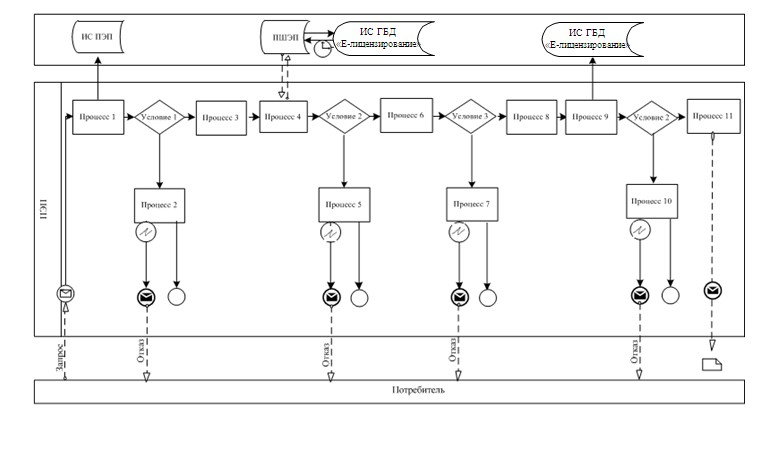 ИС ПЭП
ПШЭП
ИС ГБД
«Е-лицензирование»
ИС ГБД
«Е-лицензирование»
ПЭП
Процесс 1
Условие 1
Процесс 3
Процесс 4
Условие 2
Процесс 6
Условие 3
Процесс 8
Процесс 9
Условие 2
Процесс 11
Процесс 2
Процесс 5
Процесс 7
Процесс 10
Запрос
Отказ
Отказ
Отказ
Отказ
Потребитель